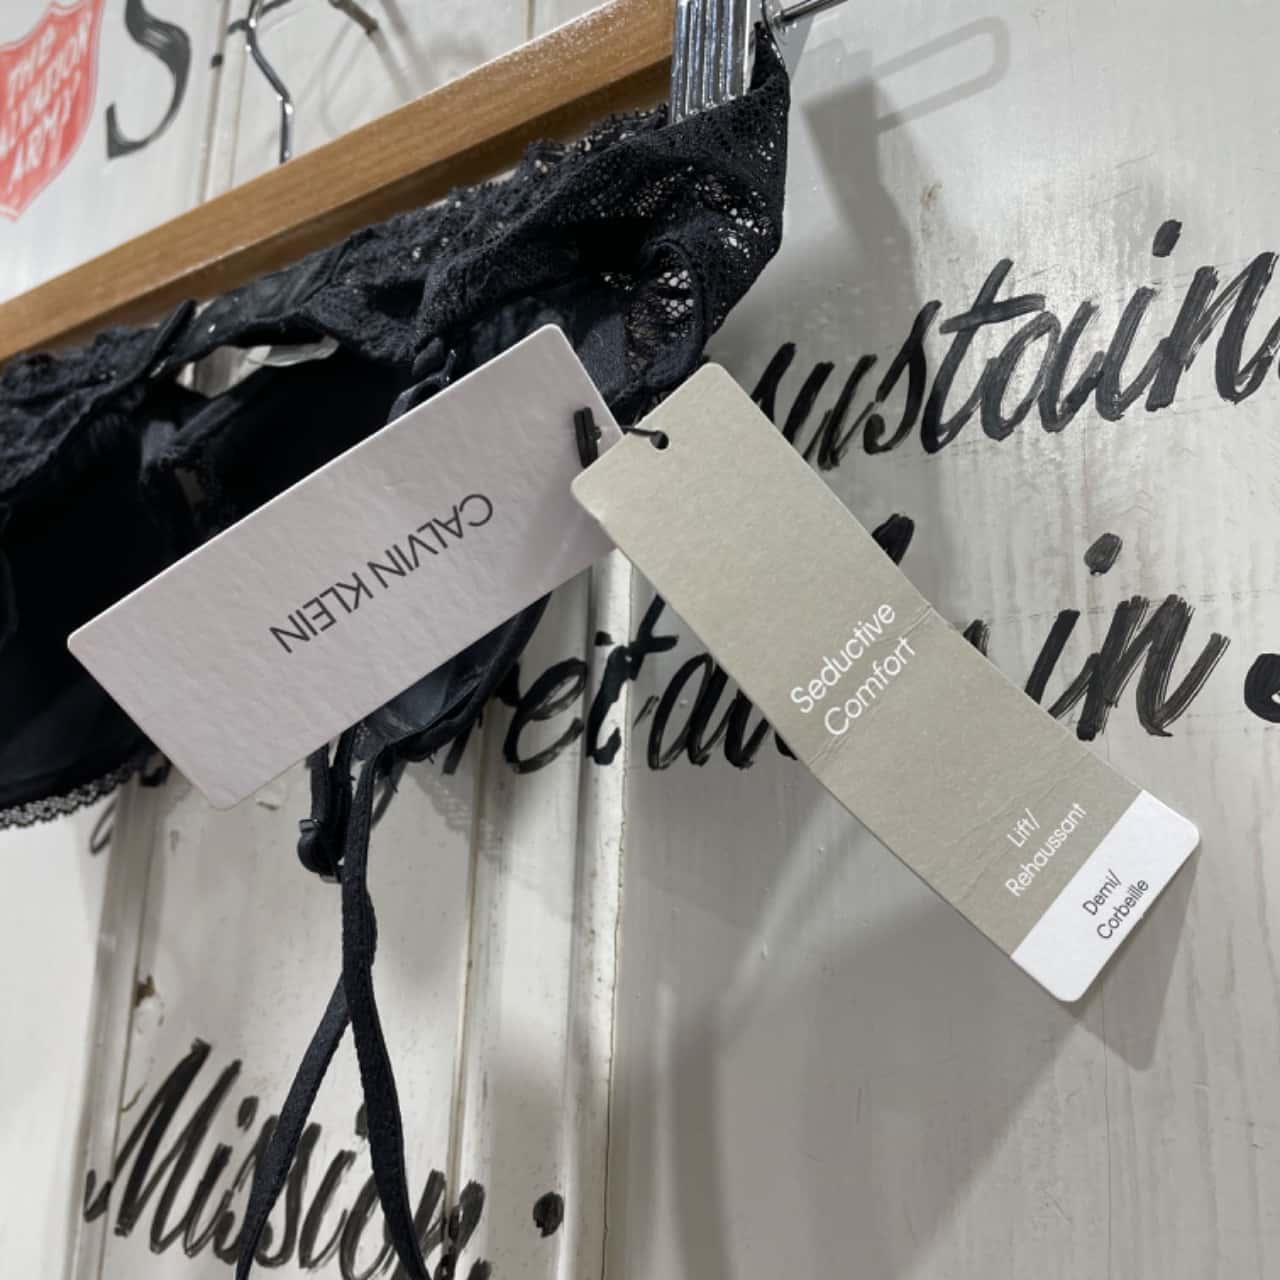 THE
SALVATION
ARMY
CALVIN KLEIN
Seductive
Comfort
Lift/
Rehaussant
Demi/
Corbeille
Mission